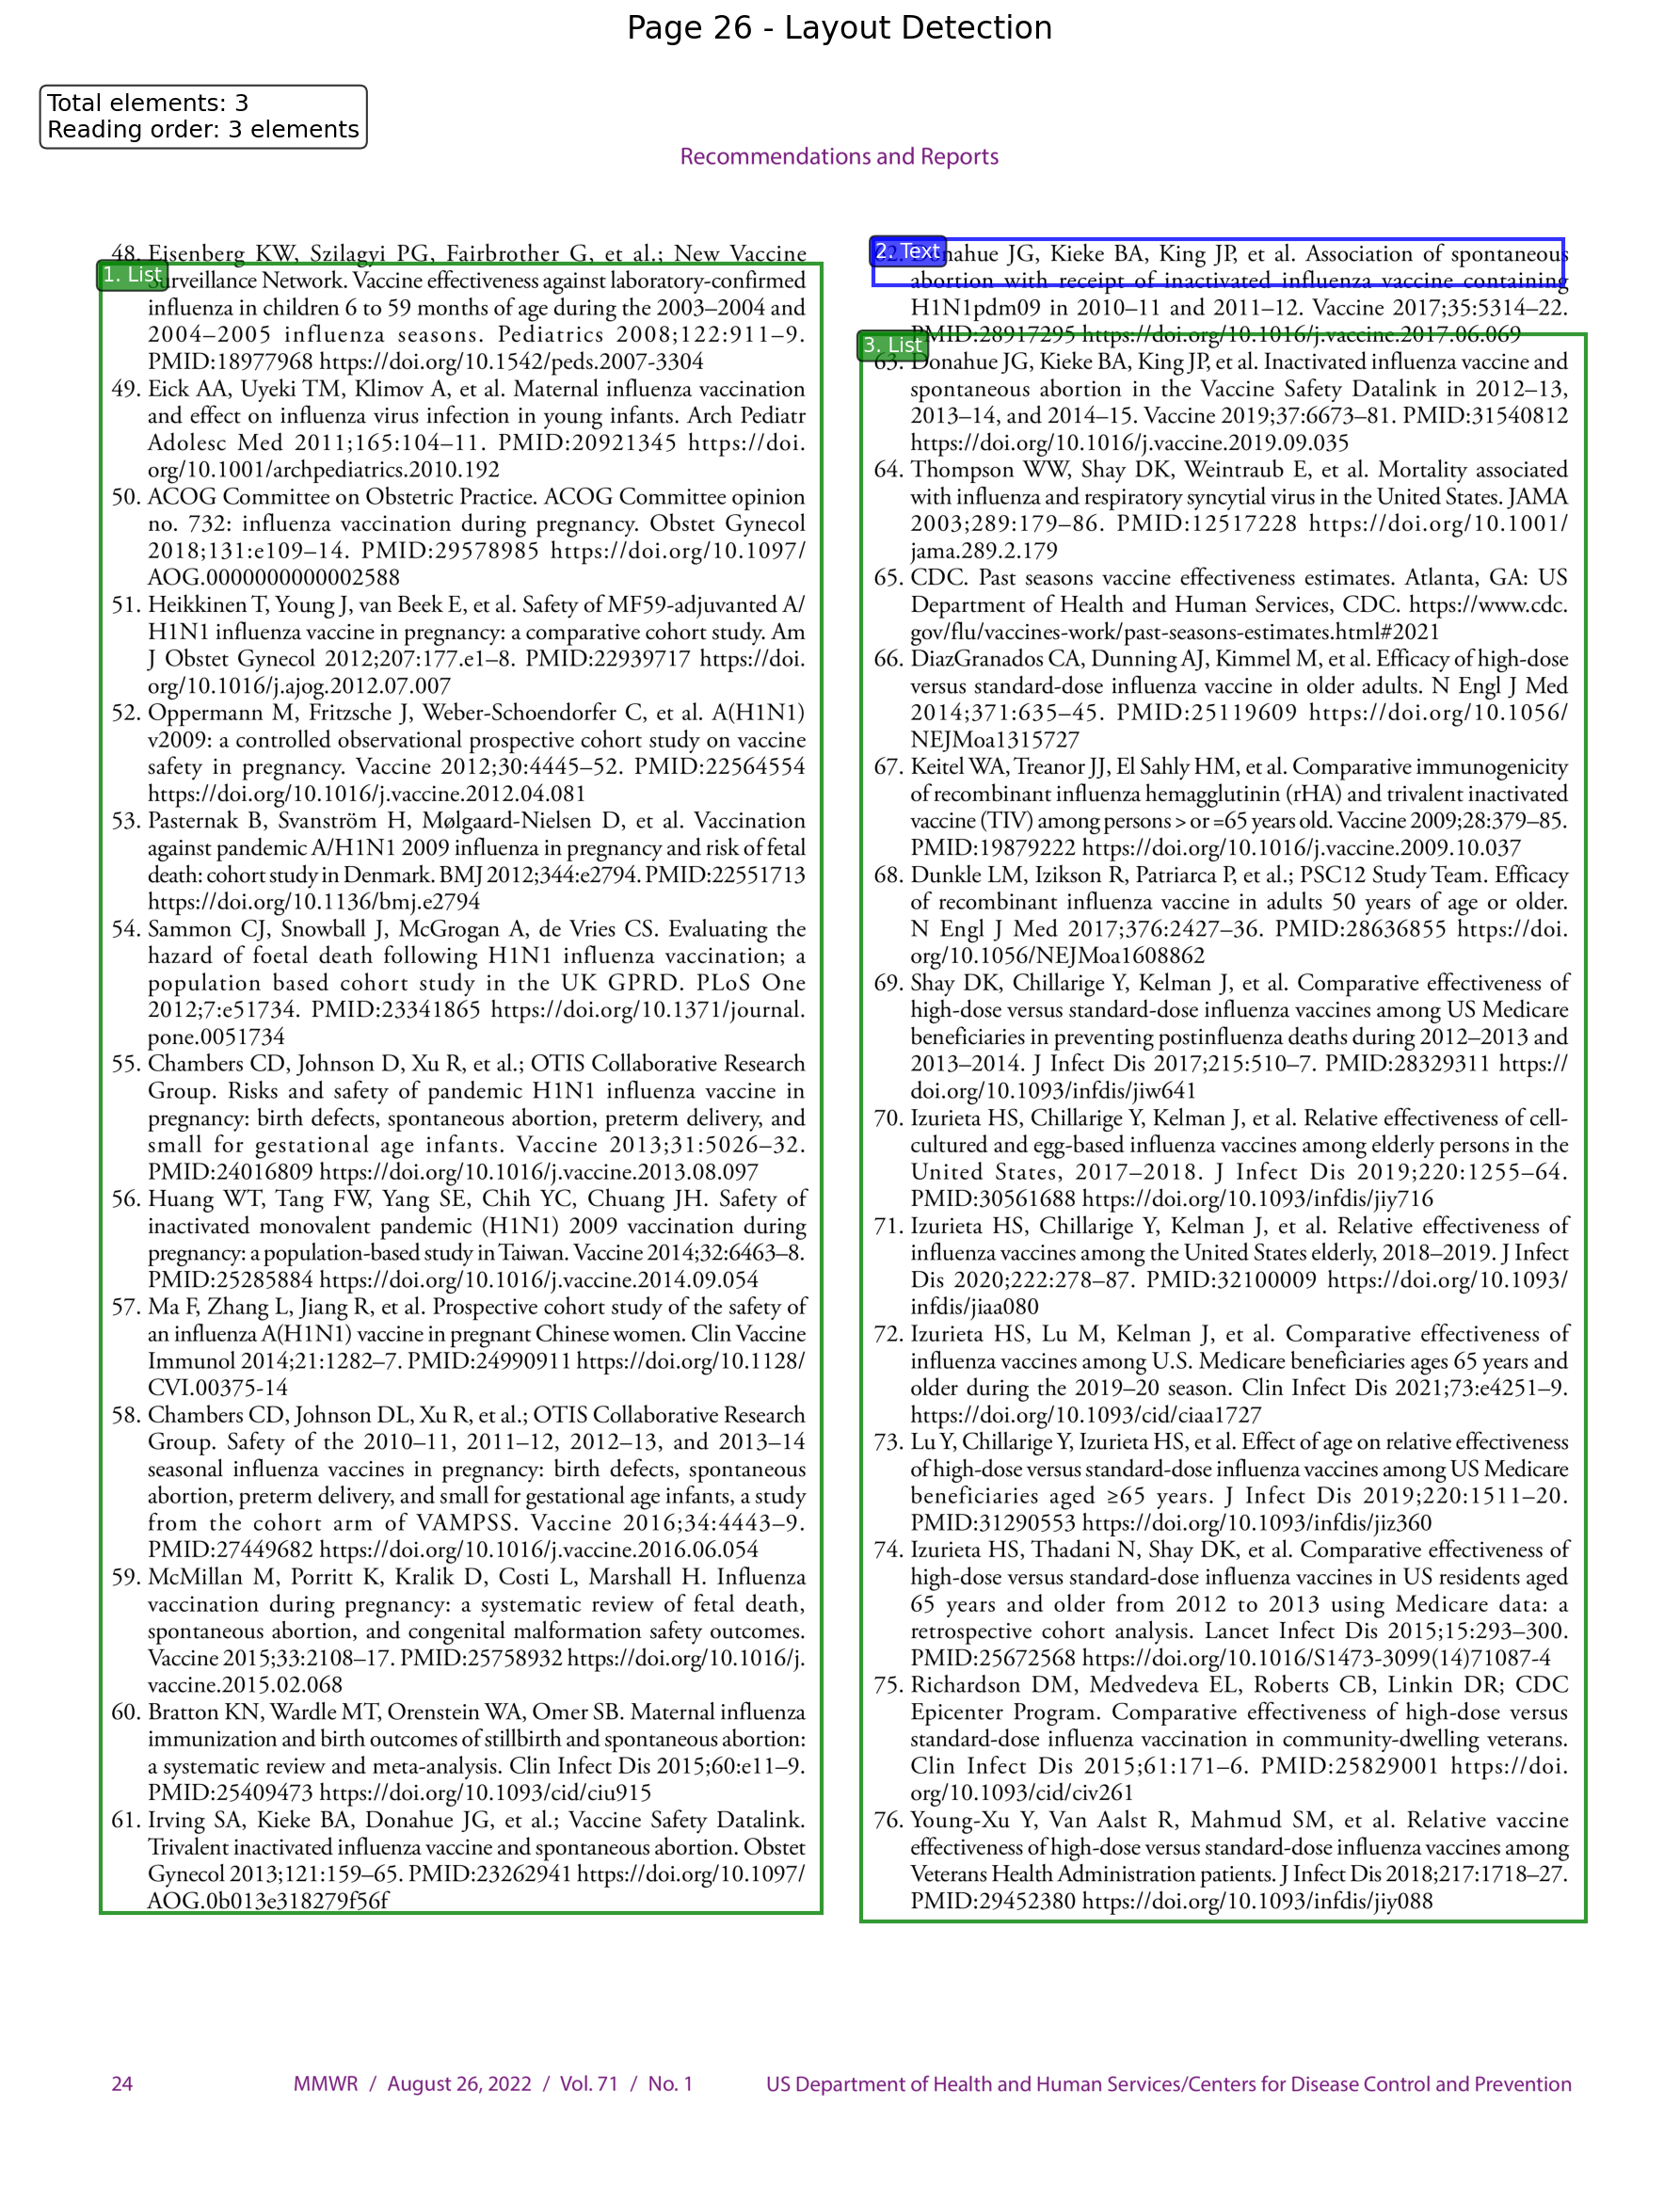 Page 26 - Layout Detection
Total elements: 3
Reading order: 3 elements
Recommendations and Reports
48. Eisenberg KW, Szilagyi PG, Fairbrother G, et al.; New Vaccine
1. List
Surveillance Network. Vaccine effectiveness against laboratory-confirmed
influenza in children 6 to 59 months of age during the 2003–2004 and
2004–2005 influenza seasons. Pediatrics 2008;122:911–9.
PMID:18977968 https://doi.org/10.1542/peds.2007-3304
49. Eick AA, Uyeki TM, Klimov A, et al. Maternal influenza vaccination
and effect on influenza virus infection in young infants. Arch Pediatr
Adolesc Med 2011;165:104–11. PMID:20921345 https://doi.
org/10.1001/archpediatrics.2010.192
50. ACOG Committee on Obstetric Practice. ACOG Committee opinion
no. 732: influenza vaccination during pregnancy. Obstet Gynecol
2018;131:e109–14. PMID:29578985 https://doi.org/10.1097/
AOG.0000000000002588
51. Heikkinen T, Young J, van Beek E, et al. Safety of MF59-adjuvanted A/
H1N1 influenza vaccine in pregnancy: a comparative cohort study. Am
J Obstet Gynecol 2012;207:177.e1–8. PMID:22939717 https://doi.
org/10.1016/j.ajog.2012.07.007
52. Oppermann M, Fritzsche J, Weber-Schoendorfer C, et al. A(H1N1)
v2009: a controlled observational prospective cohort study on vaccine
safety in pregnancy. Vaccine 2012;30:4445–52. PMID:22564554
https://doi.org/10.1016/j.vaccine.2012.04.081
53. Pasternak B, Svanström H, Mølgaard-Nielsen D, et al. Vaccination
against pandemic A/H1N1 2009 influenza in pregnancy and risk of fetal
death: cohort study in Denmark. BMJ 2012;344:e2794. PMID:22551713
https://doi.org/10.1136/bmj.e2794
54. Sammon CJ, Snowball J, McGrogan A, de Vries CS. Evaluating the
hazard of foetal death following H1N1 influenza vaccination; a
population based cohort study in the UK GPRD. PLoS One
2012;7:e51734. PMID:23341865 https://doi.org/10.1371/journal.
pone.0051734
55. Chambers CD, Johnson D, Xu R, et al.; OTIS Collaborative Research
Group. Risks and safety of pandemic H1N1 influenza vaccine in
pregnancy: birth defects, spontaneous abortion, preterm delivery, and
small for gestational age infants. Vaccine 2013;31:5026–32.
PMID:24016809 https://doi.org/10.1016/j.vaccine.2013.08.097
56. Huang WT, Tang FW, Yang SE, Chih YC, Chuang JH. Safety of
inactivated monovalent pandemic (H1N1) 2009 vaccination during
pregnancy: a population-based study in Taiwan. Vaccine 2014;32:6463–8.
PMID:25285884 https://doi.org/10.1016/j.vaccine.2014.09.054
57. Ma F, Zhang L, Jiang R, et al. Prospective cohort study of the safety of
an influenza A(H1N1) vaccine in pregnant Chinese women. Clin Vaccine
Immunol 2014;21:1282–7. PMID:24990911 https://doi.org/10.1128/
CVI.00375-14
58. Chambers CD, Johnson DL, Xu R, et al.; OTIS Collaborative Research
Group. Safety of the 2010–11, 2011–12, 2012–13, and 2013–14
seasonal influenza vaccines in pregnancy: birth defects, spontaneous
abortion, preterm delivery, and small for gestational age infants, a study
from the cohort arm of VAMPSS. Vaccine 2016;34:4443–9.
PMID:27449682 https://doi.org/10.1016/j.vaccine.2016.06.054
59. McMillan M, Porritt K, Kralik D, Costi L, Marshall H. Influenza
vaccination during pregnancy: a systematic review of fetal death,
spontaneous abortion, and congenital malformation safety outcomes.
Vaccine 2015;33:2108–17. PMID:25758932 https://doi.org/10.1016/j.
vaccine.2015.02.068
60. Bratton KN, Wardle MT, Orenstein WA, Omer SB. Maternal influenza
immunization and birth outcomes of stillbirth and spontaneous abortion:
a systematic review and meta-analysis. Clin Infect Dis 2015;60:e11–9.
PMID:25409473 https://doi.org/10.1093/cid/ciu915
61. Irving SA, Kieke BA, Donahue JG, et al.; Vaccine Safety Datalink.
Trivalent inactivated influenza vaccine and spontaneous abortion. Obstet
Gynecol 2013;121:159–65. PMID:23262941 https://doi.org/10.1097/
AOG.0b013e318279f56f
2. Text
62. Donahue JG, Kieke BA, King JP, et al. Association of spontaneous
abortion with receipt of inactivated influenza vaccine containing
H1N1pdm09 in 2010–11 and 2011–12. Vaccine 2017;35:5314–22.
PMID:28917295 https://doi.org/10.1016/j.vaccine.2017.06.069
3. List
63. Donahue JG, Kieke BA, King JP, et al. Inactivated influenza vaccine and
spontaneous abortion in the Vaccine Safety Datalink in 2012–13,
2013–14, and 2014–15. Vaccine 2019;37:6673–81. PMID:31540812
https://doi.org/10.1016/j.vaccine.2019.09.035
64. Thompson WW, Shay DK, Weintraub E, et al. Mortality associated
with influenza and respiratory syncytial virus in the United States. JAMA
2003;289:179–86. PMID:12517228 https://doi.org/10.1001/
jama.289.2.179
65. CDC. Past seasons vaccine effectiveness estimates. Atlanta, GA: US
Department of Health and Human Services, CDC. https://www.cdc.
gov/flu/vaccines-work/past-seasons-estimates.html#2021
66. DiazGranados CA, Dunning AJ, Kimmel M, et al. Efficacy of high-dose
versus standard-dose influenza vaccine in older adults. N Engl J Med
2014;371:635–45. PMID:25119609 https://doi.org/10.1056/
NEJMoa1315727
67. Keitel WA, Treanor JJ, El Sahly HM, et al. Comparative immunogenicity
of recombinant influenza hemagglutinin (rHA) and trivalent inactivated
vaccine (TIV) among persons > or =65 years old. Vaccine 2009;28:379–85.
PMID:19879222 https://doi.org/10.1016/j.vaccine.2009.10.037
68. Dunkle LM, Izikson R, Patriarca P, et al.; PSC12 Study Team. Efficacy
of recombinant influenza vaccine in adults 50 years of age or older.
N Engl J Med 2017;376:2427–36. PMID:28636855 https://doi.
org/10.1056/NEJMoa1608862
69. Shay DK, Chillarige Y, Kelman J, et al. Comparative effectiveness of
high-dose versus standard-dose influenza vaccines among US Medicare
beneficiaries in preventing postinfluenza deaths during 2012–2013 and
2013–2014. J Infect Dis 2017;215:510–7. PMID:28329311 https://
doi.org/10.1093/infdis/jiw641
70. Izurieta HS, Chillarige Y, Kelman J, et al. Relative effectiveness of cell-
cultured and egg-based influenza vaccines among elderly persons in the
United States, 2017–2018. J Infect Dis 2019;220:1255–64.
PMID:30561688 https://doi.org/10.1093/infdis/jiy716
71. Izurieta HS, Chillarige Y, Kelman J, et al. Relative effectiveness of
influenza vaccines among the United States elderly, 2018–2019. J Infect
Dis 2020;222:278–87. PMID:32100009 https://doi.org/10.1093/
infdis/jiaa080
72. Izurieta HS, Lu M, Kelman J, et al. Comparative effectiveness of
influenza vaccines among U.S. Medicare beneficiaries ages 65 years and
older during the 2019–20 season. Clin Infect Dis 2021;73:e4251–9.
https://doi.org/10.1093/cid/ciaa1727
73. Lu Y, Chillarige Y, Izurieta HS, et al. Effect of age on relative effectiveness
of high-dose versus standard-dose influenza vaccines among US Medicare
beneficiaries aged ≥65 years. J Infect Dis 2019;220:1511–20.
PMID:31290553 https://doi.org/10.1093/infdis/jiz360
74. Izurieta HS, Thadani N, Shay DK, et al. Comparative effectiveness of
high-dose versus standard-dose influenza vaccines in US residents aged
65 years and older from 2012 to 2013 using Medicare data: a
retrospective cohort analysis. Lancet Infect Dis 2015;15:293–300.
PMID:25672568 https://doi.org/10.1016/S1473-3099(14)71087-4
75. Richardson DM, Medvedeva EL, Roberts CB, Linkin DR; CDC
Epicenter Program. Comparative effectiveness of high-dose versus
standard-dose influenza vaccination in community-dwelling veterans.
Clin Infect Dis 2015;61:171–6. PMID:25829001 https://doi.
org/10.1093/cid/civ261
76. Young-Xu Y, Van Aalst R, Mahmud SM, et al. Relative vaccine
effectiveness of high-dose versus standard-dose influenza vaccines among
Veterans Health Administration patients. J Infect Dis 2018;217:1718–27.
PMID:29452380 https://doi.org/10.1093/infdis/jiy088
24 MMWR / August 26, 2022 / Vol. 71 / No. 1 US Department of Health and Human Services/Centers for Disease Control and Prevention